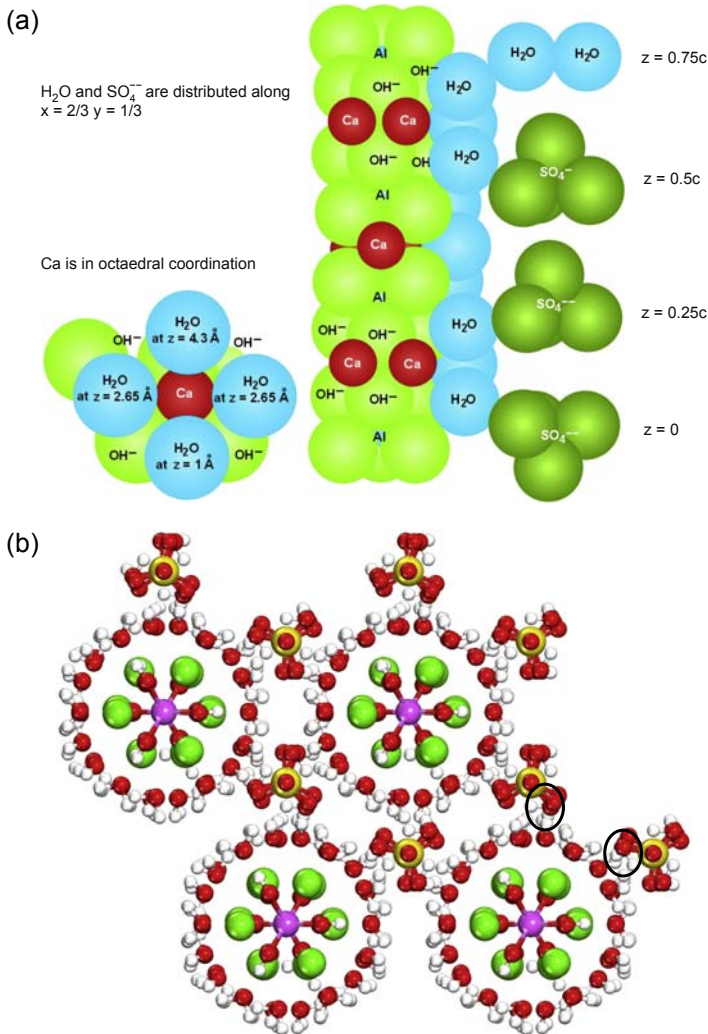 (a)
H₂O and SO₄⁻⁻ are distributed along
x = 2/3 y = 1/3
Ca is in octaedral coordination
H₂O
at z = 4.3 Å
OH⁻
OH⁻
H₂O
at z = 2.65 Å
Ca
H₂O
at z = 2.65 Å
OH⁻
H₂O
at z = 1 Å
OH⁻
Al
OH⁻
OH⁻
H₂O
Ca
Ca
OH⁻
OH
H₂O
Al
Ca
Al
OH⁻
OH⁻
H₂O
Ca
Ca
OH⁻
OH⁻
H₂O
Al
H₂O
H₂O
z = 0.75c
SO₄⁻
z = 0.5c
SO₄⁻⁻
z = 0.25c
SO₄⁻⁻
z = 0
(b)